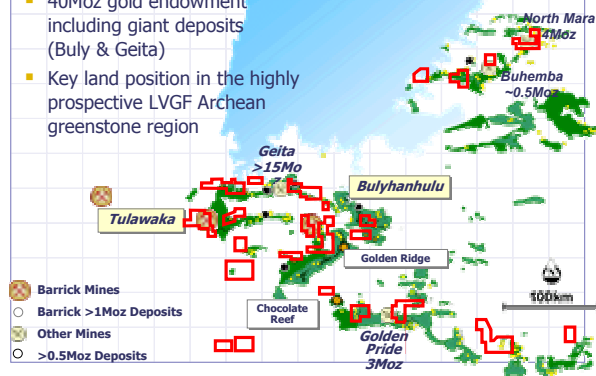 40Moz gold endowment
including giant deposits
(Buly & Geita)
Key land position in the highly
prospective LVGF Archean
greenstone region
North Mara
4Moz
Buhemba
~0.5Moz
Geita
>15Mo
Bulyhanhulu
Tulawaka
Golden Ridge
Chocolate
Reef
Golden
Pride
3Moz
100km
Barrick Mines
Barrick >1Moz Deposits
Other Mines
>0.5Moz Deposits